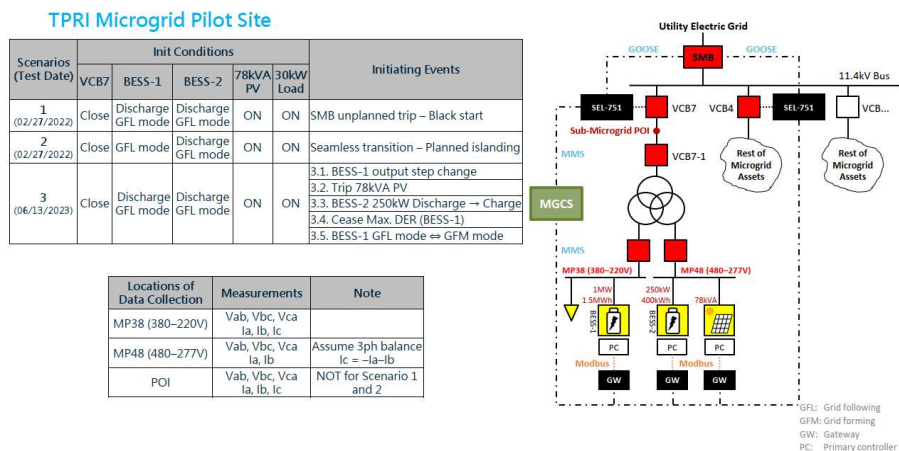 TPRI Microgrid Pilot Site
Scenarios (Test Date)
Init Conditions
Initiating Events
VCB7
BESS-1
BESS-2
78kVA PV
30kW Load
1 (02/27/2022)
Close
Discharge GFL mode
Discharge GFL mode
ON
ON
SMB unplanned trip – Black start
2 (02/27/2022)
Close
GFL mode
Discharge GFL mode
ON
ON
Seamless transition – Planned islanding
3 (06/13/2023)
Close
Discharge GFL mode
Discharge GFL mode
ON
ON
3.1. BESS-1 output step change
3.2. Trip 78kVA PV
3.3. BESS-2 250kW Discharge → Charge
3.4. Cease Max. DER (BESS-1)
3.5. BESS-1 GFL mode ⇔ GFM mode
Locations of Data Collection
Measurements
Note
MP38 (380–220V)
Vab, Vbc, Vca
Ia, Ib, Ic
MP48 (480–277V)
Vab, Vbc, Vca
Ia, Ib
Assume 3ph balance
Ic = –Ia–Ib
POI
Vab, Vbc, Vca
Ia, Ib, Ic
NOT for Scenario 1 and 2
Utility Electric Grid
GOOSE
SMB
GOOSE
11.4kV Bus
SEL-751
VCB7
VCB4
SEL-751
VCB...
Sub-Microgrid POI
MMS
VCB7-1
Rest of Microgrid Assets
Rest of Microgrid Assets
MGCS
MMS
MP38 (380–220V)
MP48 (480–277V)
1MW
1.5MWh
250kW
400kWh
78kVA
BESS-1
BESS-2
PC
PC
PC
Modbus
Modbus
GW
GW
GW
GFL: Grid following
GFM: Grid forming
GW: Gateway
PC: Primary controller